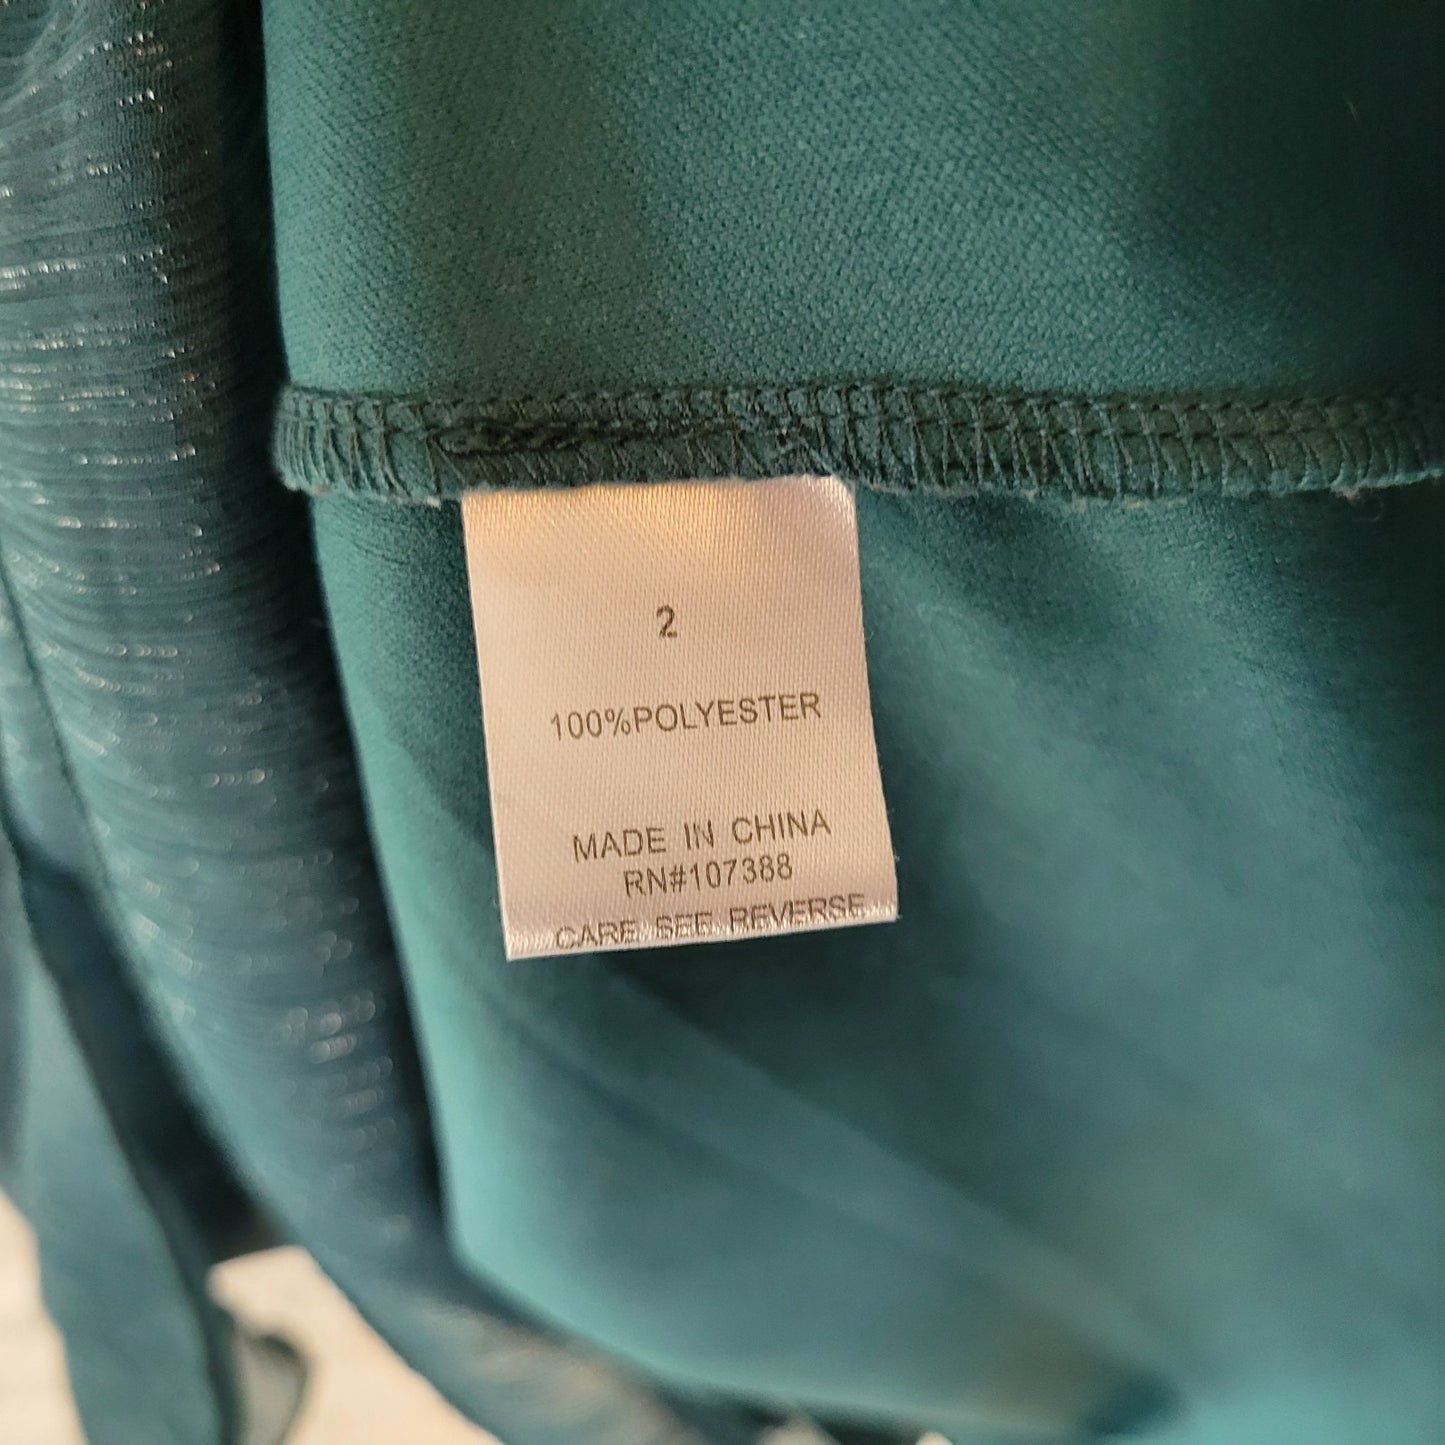 2
100%POLYESTER
MADE IN CHINA
RN#107388
CARE SEE REVERSE